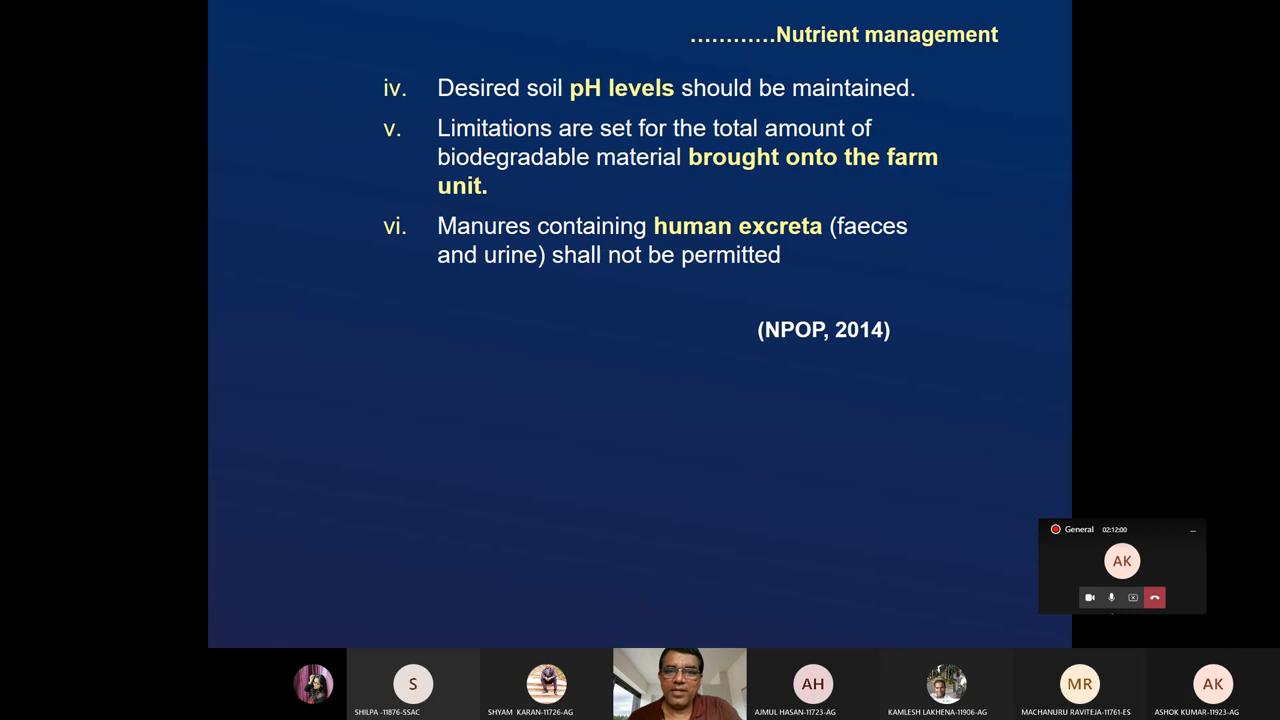 …………Nutrient management
iv. Desired soil pH levels should be maintained.
v. Limitations are set for the total amount of
biodegradable material brought onto the farm
unit.
vi. Manures containing human excreta (faeces
and urine) shall not be permitted
(NPOP, 2014)
General 02:12:00
AK
S
AH
MR
AK
SHILPA -11876-SSAC
SHYAM KARAN-11726-AG
AJMUL HASAN-11723-AG
KAMLESH LAKHENA-11906-AG
MACHANURU RAVITEJA-11761-ES
ASHOK KUMAR-11923-AG